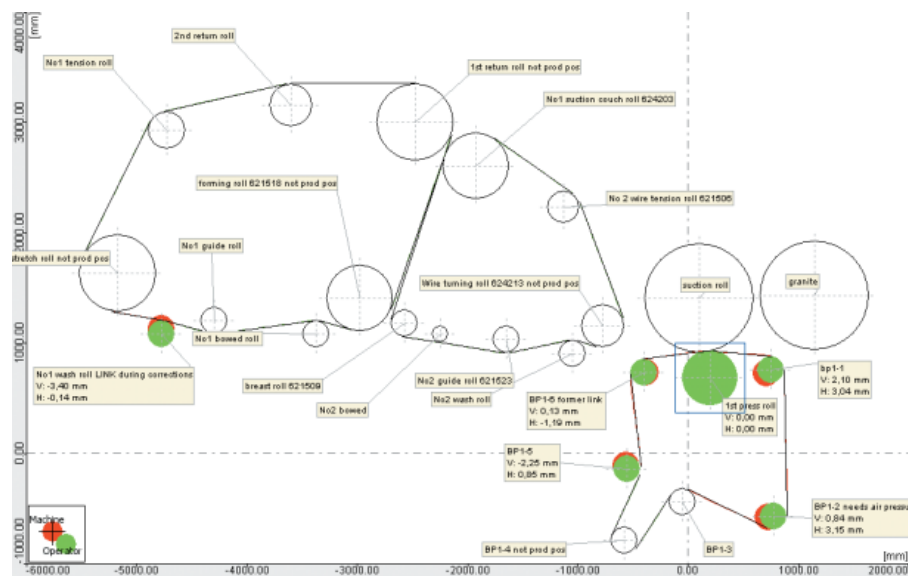 [mm]
4000.00
3000.00
2000.00
1000.00
0.00
-1000.00
2nd return roll
No1 tension roll
1st return roll not prod pos
No1 suction couch roll 624203
forming roll 621518 not prod pos
No 2 wire tension roll 621506
stretch roll not prod pos
No1 guide roll
Wire turning roll 624213 not prod pos
suction roll
granite
No1 bowed roll
No1 wash roll LINK during corrections
V: -3,40 mm
H: -0,14 mm
breast roll 621509
No2 guide roll 621523
No2 wash roll
No2 bowed
BP1-6 former link
V: 0,13 mm
H: -1,19 mm
1st press roll
V: 0,00 mm
H: 0,00 mm
bp1-1
V: 2,10 mm
H: 3,04 mm
BP1-5
V: -2,25 mm
H: 0,85 mm
BP1-2 needs air pressu
V: 0,84 mm
H: 3,15 mm
BP1-4 not prod pos
BP1-3
Machine
Operator
[mm]
-6000.00 -5000.00 -4000.00 -3000.00 -2000.00 -1000.00 0.00 1000.00 2000.00